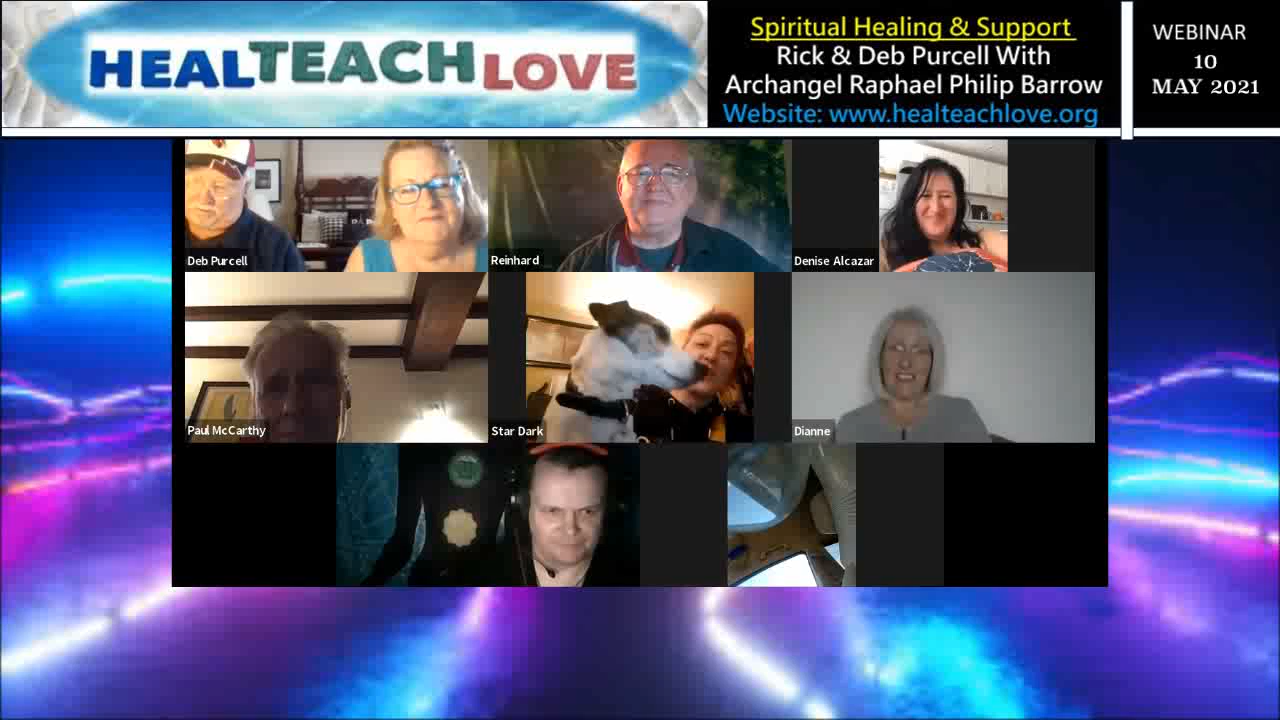 HEALTEACHLOVE
Spiritual Healing & Support
Rick & Deb Purcell With
Archangel Raphael Philip Barrow
Website: www.healteachlove.org
WEBINAR
10
MAY 2021
Deb Purcell
Reinhard
Denise Alcazar
Paul McCarthy
Star Dark
Dianne